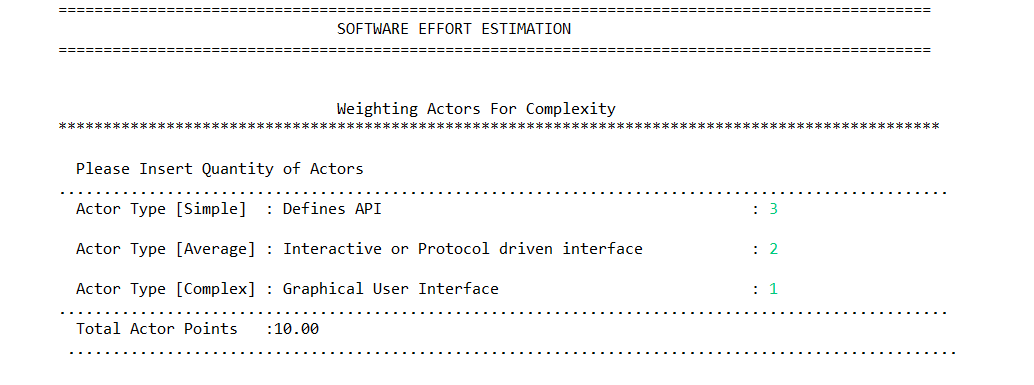 =================================================================================================
SOFTWARE EFFORT ESTIMATION
=================================================================================================
Weighting Actors For Complexity
**************************************************************************************************
Please Insert Quantity of Actors
...................................................................................................
Actor Type [Simple]  : Defines API                                         : 3
Actor Type [Average] : Interactive or Protocol driven interface            : 2
Actor Type [Complex] : Graphical User Interface                            : 1
...................................................................................................
Total Actor Points   :10.00
...................................................................................................